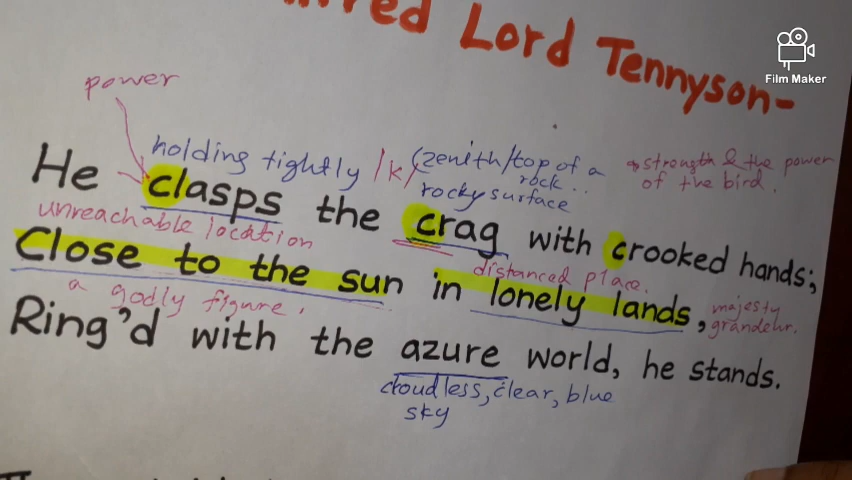 red Lord Tennyson-
Film Maker
power
holding tightly /k/ (zenith/top of a rock.. strength & the power
rocky surface of the bird.
He clasps the crag with crooked hands;
unreachable location distanced place.
Close to the sun in lonely lands, majesty
a godly figure. grandeur.
Ring'd with the azure world, he stands.
cloudless, clear, blue
sky